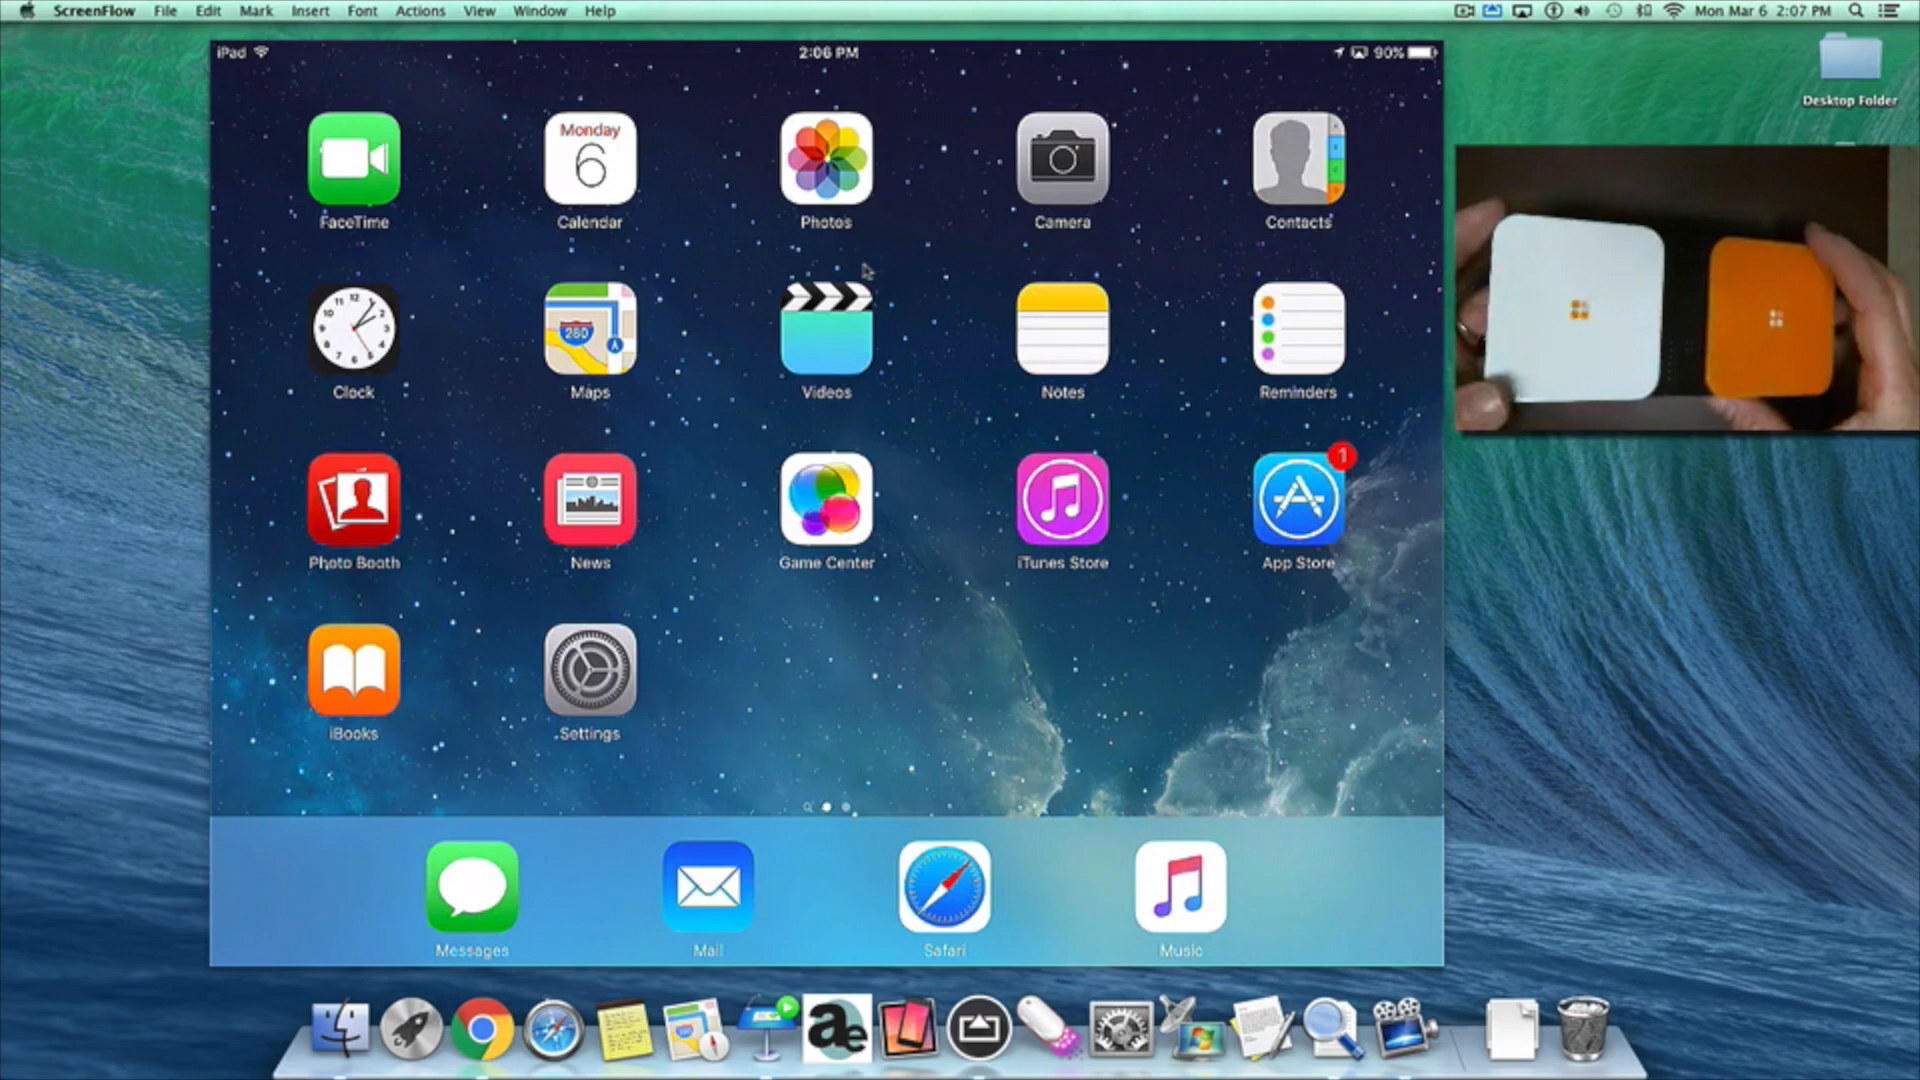 ScreenFlow File Edit Mark Insert Font Actions View Window Help Mon Mar 6 2:07 PM
Desktop Folder
iPad 2:06 PM 90%
Monday
6
FaceTime Calendar Photos Camera Contacts
280
A
Clock Maps Videos Notes Reminders
1
Photo Booth News Game Center iTunes Store App Store
iBooks Settings
Messages Mail Safari Music
ae